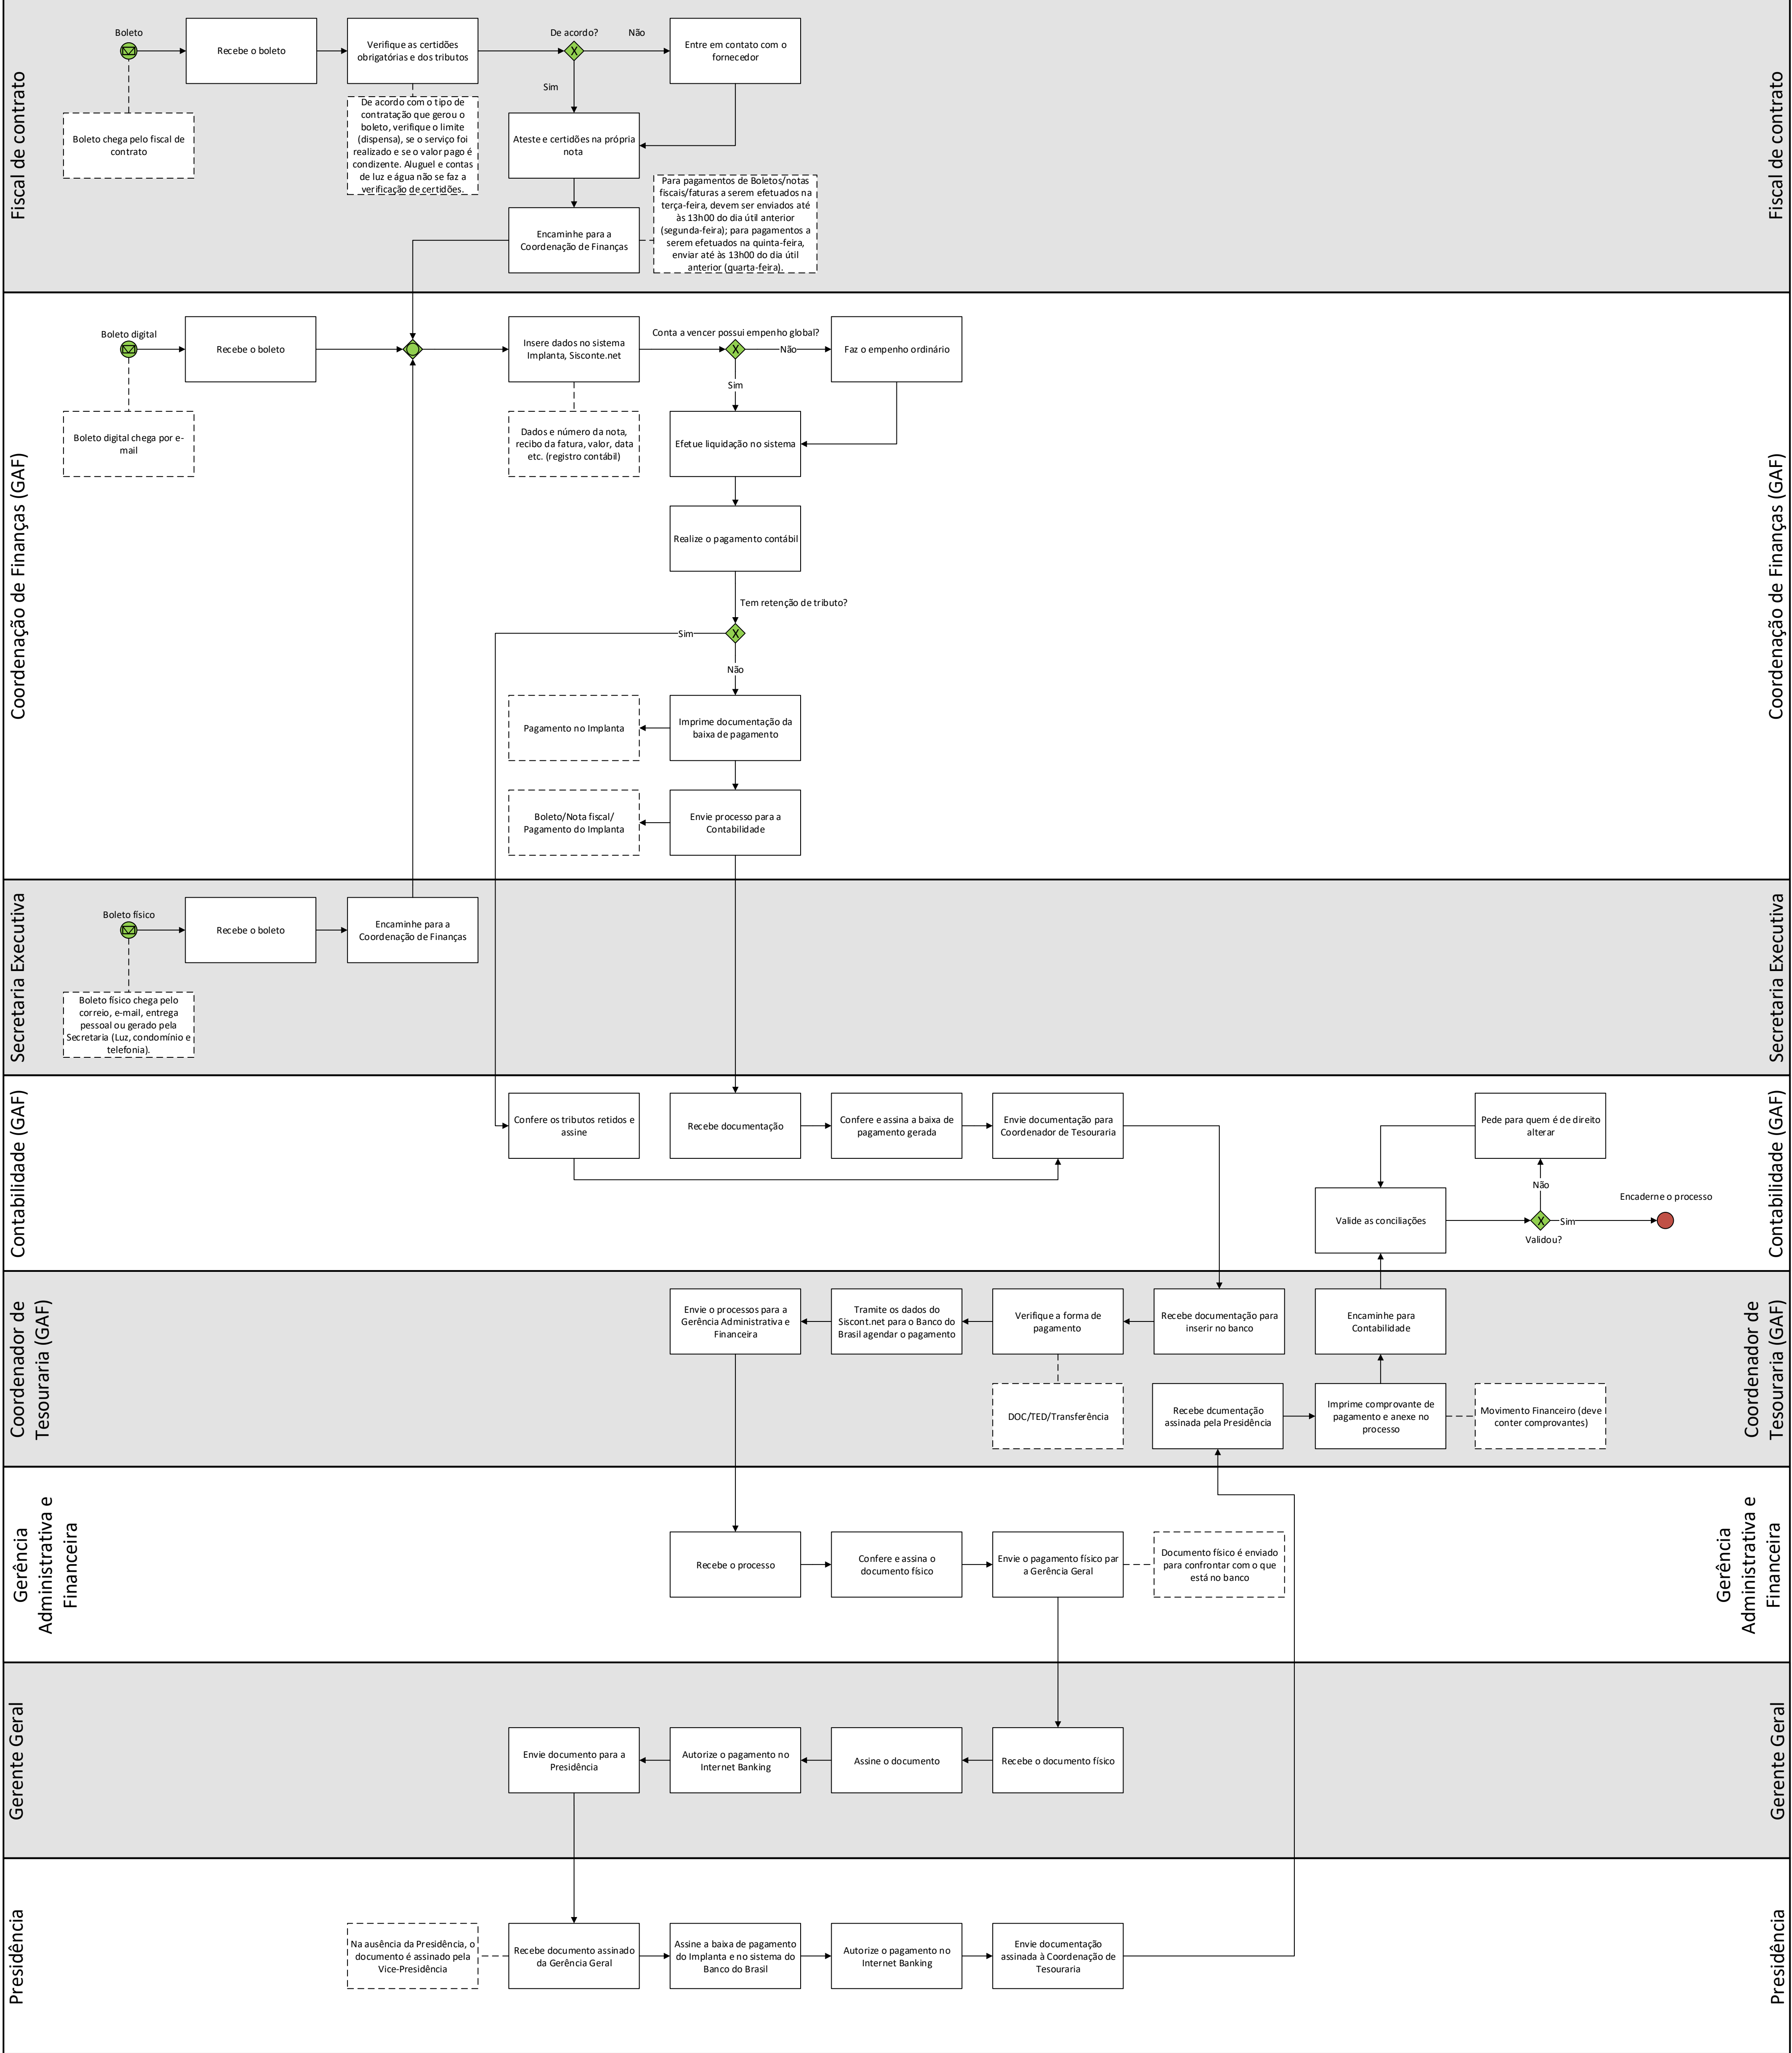 Fiscal de contrato
Boleto
Recebe o boleto
Verifique as certidões
obrigatórias e dos tributos
De acordo?
Não
Entre em contato com o
fornecedor
Sim
Boleto chega pelo fiscal de
contrato
De acordo com o tipo de
contratação que gerou o
boleto, verifique o limite
(dispensa), se o serviço foi
realizado e se o valor pago é
condizente. Aluguel e contas
de luz e água não se faz a
verificação de certidões.
Ateste e certidões na própria
nota
Encaminhe para a
Coordenação de Finanças
Para pagamentos de Boletos/notas
fiscais/faturas a serem efetuados na
terça-feira, devem ser enviados até
às 13h00 do dia útil anterior
(segunda-feira); para pagamentos a
serem efetuados na quinta-feira,
enviar até às 13h00 do dia útil
anterior (quarta-feira).
Fiscal de contrato
Coordenação de Finanças (GAF)
Boleto digital
Recebe o boleto
Boleto digital chega por e-
mail
Insere dados no sistema
Implanta, Sisconte.net
Dados e número da nota,
recibo da fatura, valor, data
etc. (registro contábil)
Conta a vencer possui empenho global?
Não
Faz o empenho ordinário
Sim
Efetue liquidação no sistema
Realize o pagamento contábil
Tem retenção de tributo?
Sim
Não
Pagamento no Implanta
Imprime documentação da
baixa de pagamento
Boleto/Nota fiscal/
Pagamento do Implanta
Envie processo para a
Contabilidade
Coordenação de Finanças (GAF)
Secretaria Executiva
Boleto físico
Recebe o boleto
Encaminhe para a
Coordenação de Finanças
Boleto físico chega pelo
correio, e-mail, entrega
pessoal ou gerado pela
Secretaria (Luz, condomínio e
telefonia).
Secretaria Executiva
Contabilidade (GAF)
Confere os tributos retidos e
assine
Recebe documentação
Confere e assina a baixa de
pagamento gerada
Envie documentação para
Coordenador de Tesouraria
Pede para quem é de direito
alterar
Não
Valide as conciliações
Validou?
Sim
Encaderne o processo
Contabilidade (GAF)
Coordenador de
Tesouraria (GAF)
Envie o processos para a
Gerência Administrativa e
Financeira
Tramite os dados do
Siscont.net para o Banco do
Brasil agendar o pagamento
Verifique a forma de
pagamento
Recebe documentação para
inserir no banco
Encaminhe para
Contabilidade
DOC/TED/Transferência
Recebe dcumentação
assinada pela Presidência
Imprime comprovante de
pagamento e anexe no
processo
Movimento Financeiro (deve
conter comprovantes)
Coordenador de
Tesouraria (GAF)
Gerência
Administrativa e
Financeira
Recebe o processo
Confere e assina o
documento físico
Envie o pagamento físico par
a Gerência Geral
Documento físico é enviado
para confrontar com o que
está no banco
Gerência
Administrativa e
Financeira
Gerente Geral
Envie documento para a
Presidência
Autorize o pagamento no
Internet Banking
Assine o documento
Recebe o documento físico
Gerente Geral
Presidência
Na ausência da Presidência, o
documento é assinado pela
Vice-Presidência
Recebe documento assinado
da Gerência Geral
Assine a baixa de pagamento
do Implanta e no sistema do
Banco do Brasil
Autorize o pagamento no
Internet Banking
Envie documentação
assinada à Coordenação de
Tesouraria
Presidência